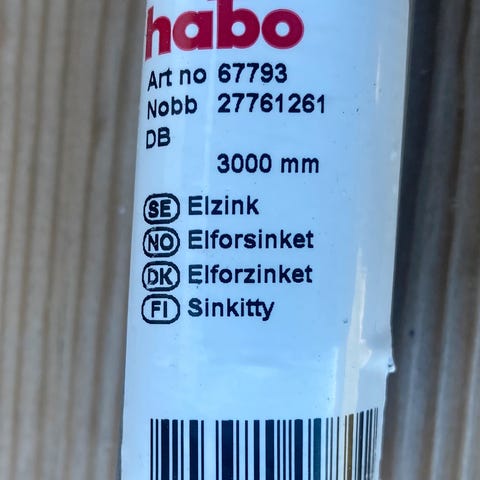 habo
Art no 67793
Nobb 27761261
DB
3000 mm
SE Elzink
NO Elforsinket
DK Elforzinket
FI Sinkitty